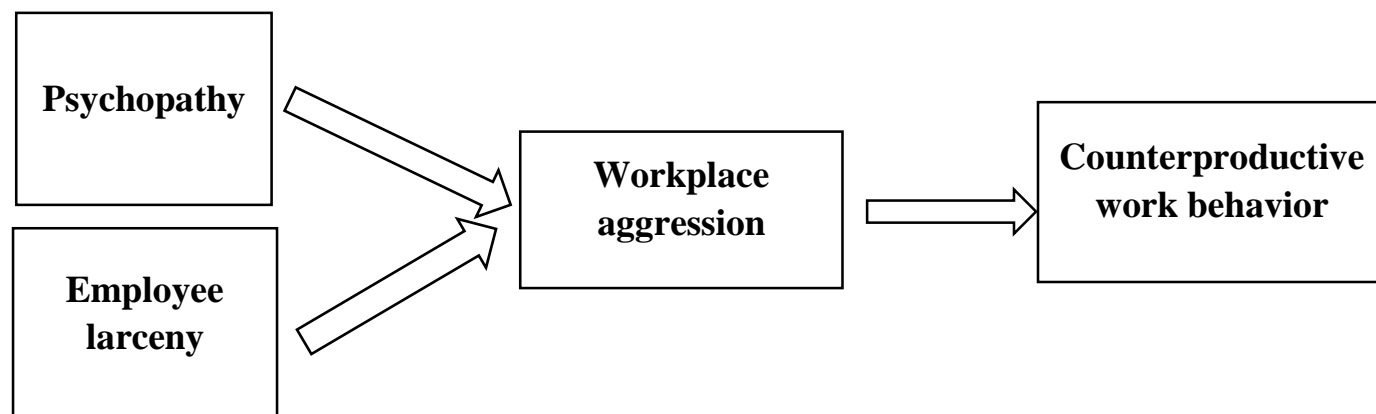 Psychopathy
Employee
larceny
Workplace
aggression
Counterproductive
work behavior